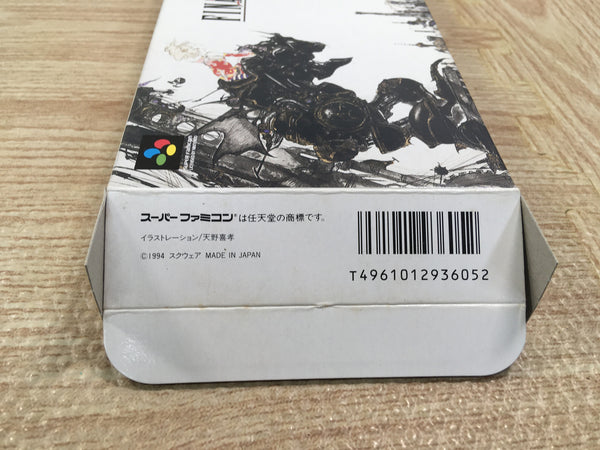 FINA
スーパーファミコン®は任天堂の商標です。
イラストレーション/天野喜孝
©1994 スクウェア MADE IN JAPAN
T4961012936052